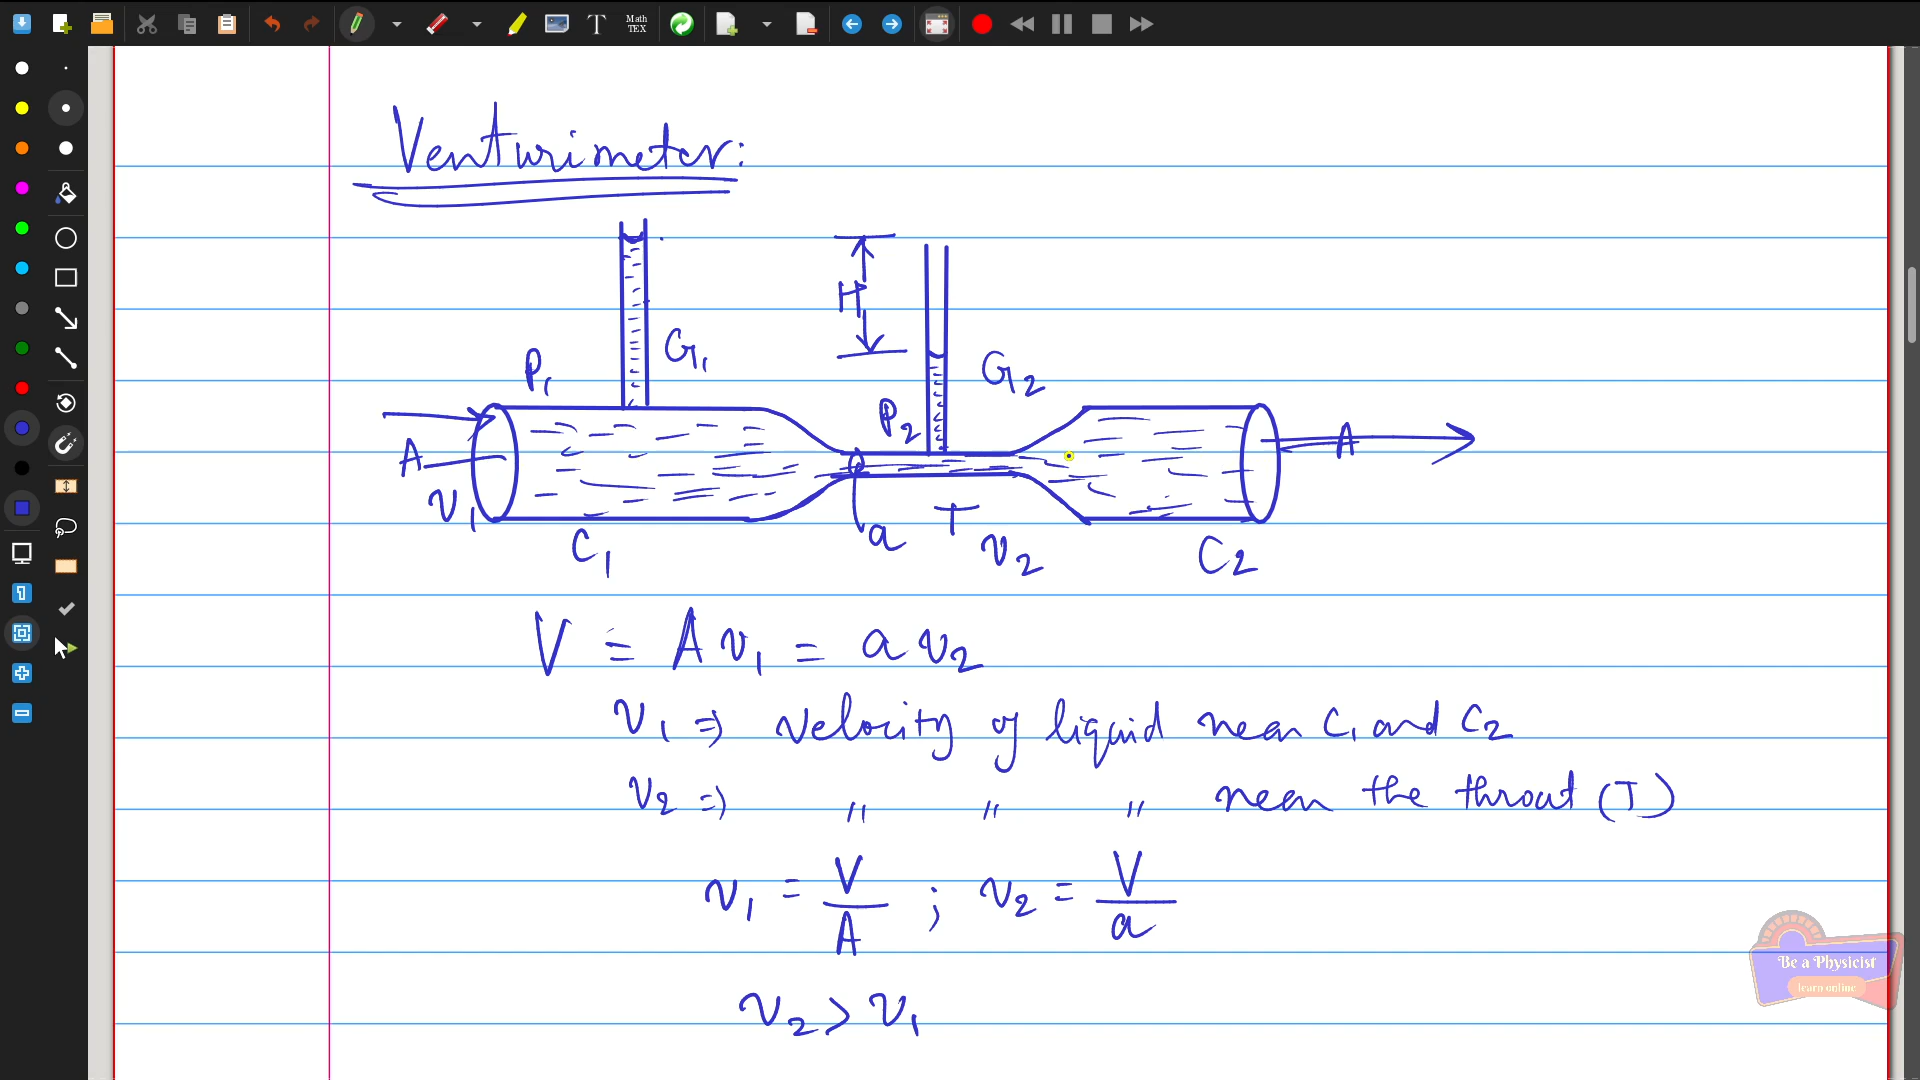 Math
TEX
Venturimeter:
H
G₁
G₂
P₁
P₂
A
A
v₁
a
T
v₂
C₁
C₂
V = A v₁ = a v₂
v₁ ⇒ velocity of liquid near C₁ and C₂
v₂ ⇒ " " " near the throat (T)
v₁ = V/A ; v₂ = V/a
v₂ > v₁
Be a Physicist
learn online